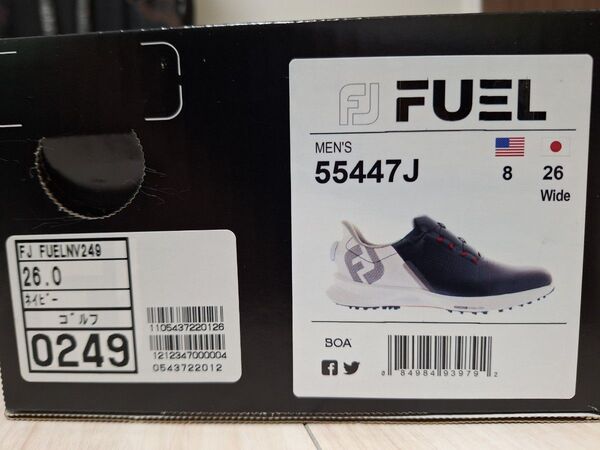 FJ FUEL
MEN'S
55447J
8
26
Wide
FJ
BOA
0 84984 93979 2
FJ FUELNV249
26.0
ネイビー
ゴルフ
0249
1105437220126
1212347000004
0543722012